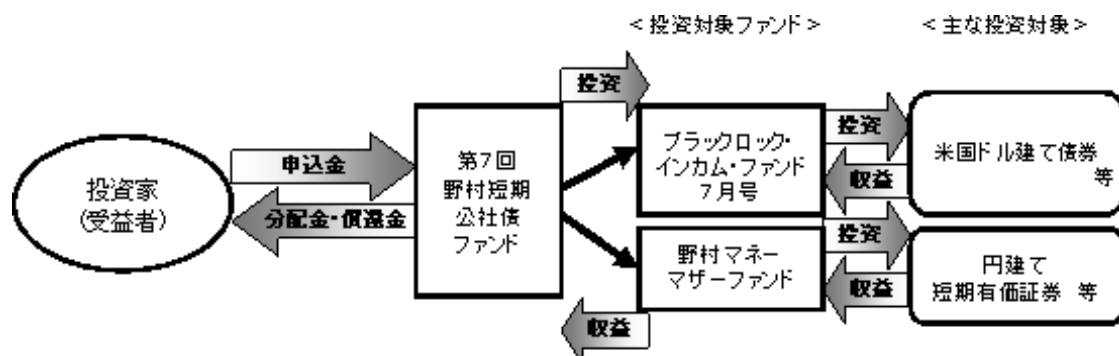 ＜投資対象ファンド＞
＜主な投資対象＞
投資
申込金
分配金・償還金
投資家
(受益者)
第7回
野村短期
公社債
ファンド
ブラックロック・
インカム・ファンド
7月号
投資
収益
米国ドル建て債券
等
野村マネー
マザーファンド
投資
収益
円建て
短期有価証券 等
収益